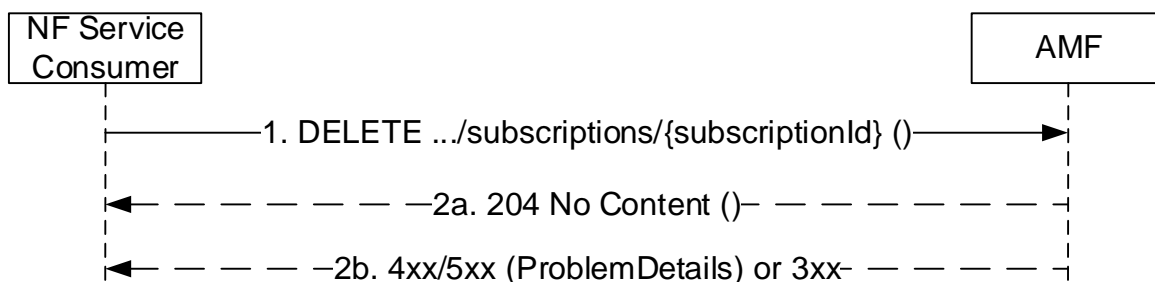 NF Service
Consumer
AMF
1. DELETE .../subscriptions/{subscriptionId} ()
2a. 204 No Content ()
2b. 4xx/5xx (ProblemDetails) or 3xx